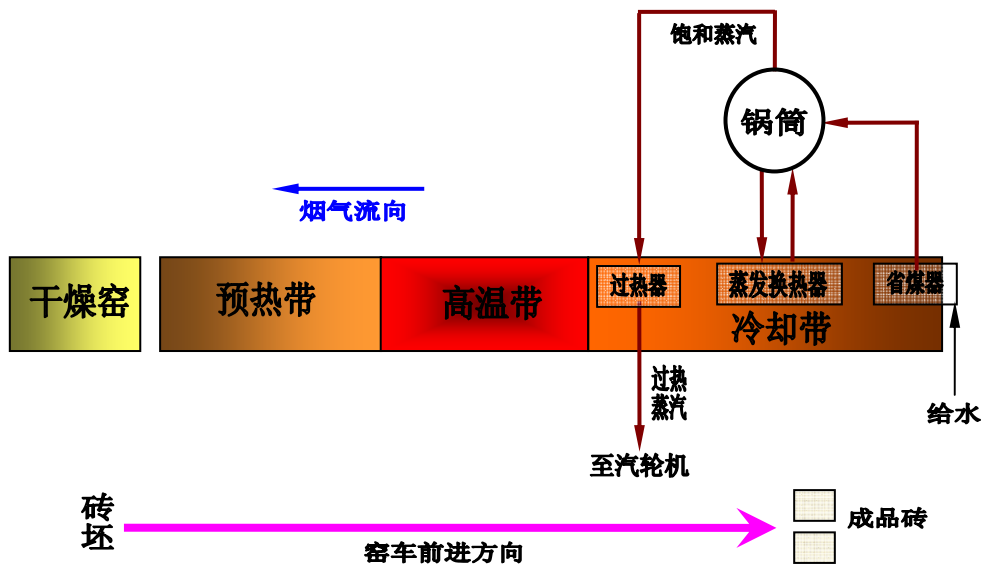 饱和蒸汽
锅筒
烟气流向
干燥窑
预热带
高温带
过热器
蒸发换热器
省煤器
冷却带
过热
蒸汽
给水
至汽轮机
砖
坯
成品砖
窑车前进方向